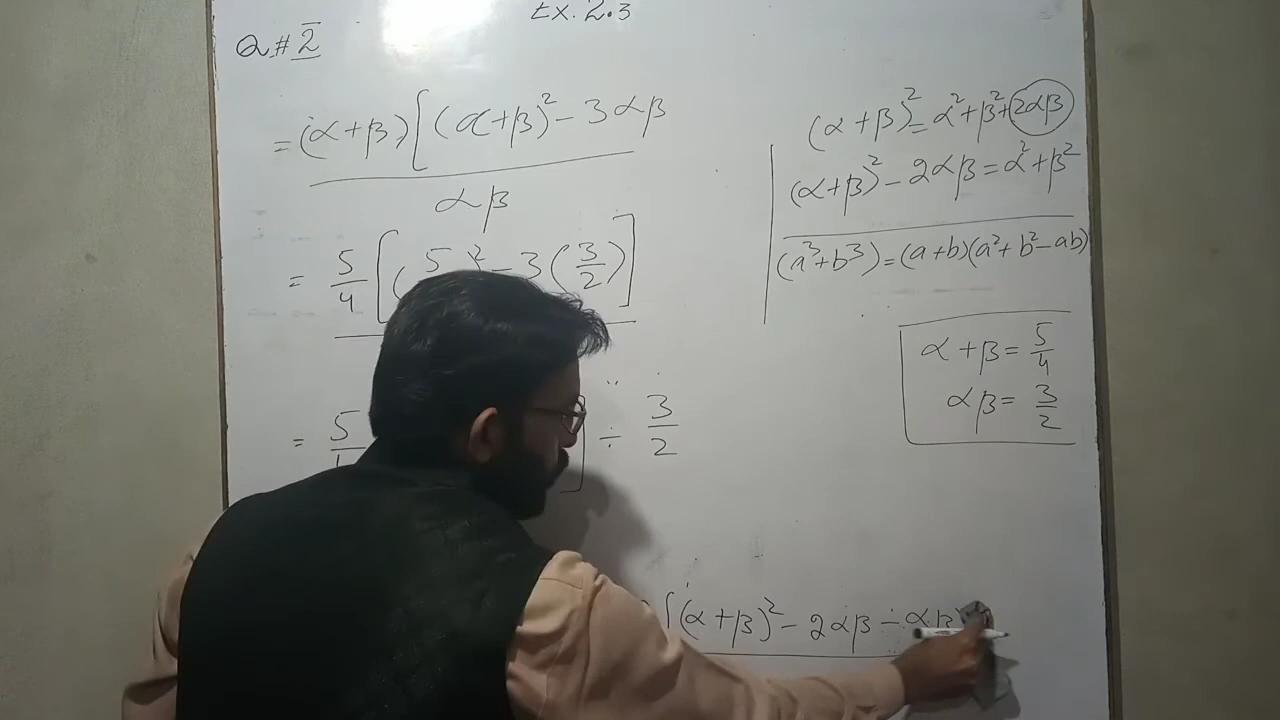 Ex. 2.3
Q # 2
= (α+β)[(α+β)² - 3αβ
αβ
= 5/4 [(5 )² - 3(3/2)]
= 5 ] ÷ 3/2
[(α+β)² - 2αβ - αβ
(α+β)² = α²+β²+2αβ
(α+β)² - 2αβ = α²+β²
(a³+b³) = (a+b)(a²+b²-ab)
α+β = 5/4
αβ = 3/2